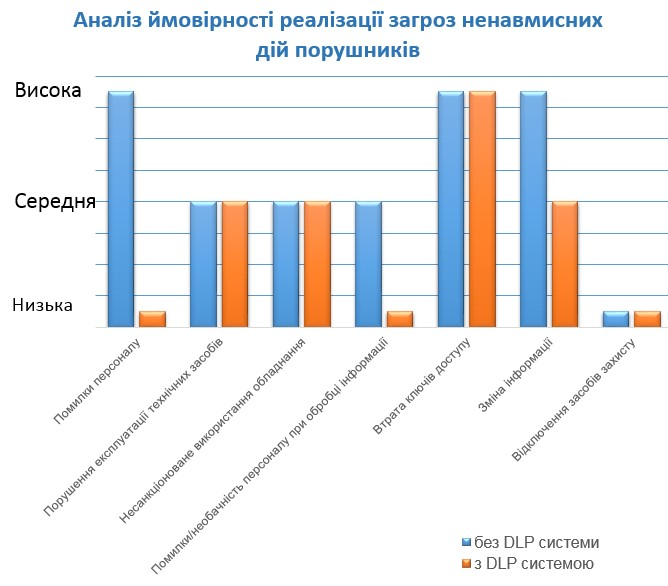 Аналіз ймовірності реалізації загроз ненавмисних
дій порушників
Висока
Середня
Низька
Помилки персоналу
Порушення експлуатації технічних засобів
Несанкціоноване використання обладнання
Помилки/необачність персоналу при обробці інформації
Втрата ключів доступу
Зміна інформації
Відключення засобів захисту
без DLP системи
з DLP системою